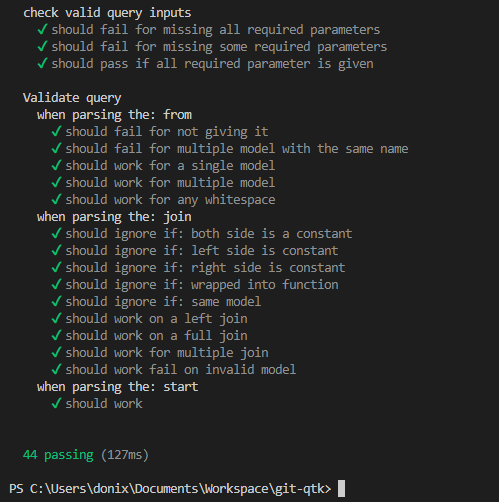 check valid query inputs
✓ should fail for missing all required parameters
✓ should fail for missing some required parameters
✓ should pass if all required parameter is given
Validate query
when parsing the: from
✓ should fail for not giving it
✓ should fail for multiple model with the same name
✓ should work for a single model
✓ should work for multiple model
✓ should work for any whitespace
when parsing the: join
✓ should ignore if: both side is a constant
✓ should ignore if: left side is constant
✓ should ignore if: right side is constant
✓ should ignore if: wrapped into function
✓ should ignore if: same model
✓ should work on a left join
✓ should work on a full join
✓ should work for multiple join
✓ should work fail on invalid model
when parsing the: start
✓ should work
44 passing (127ms)
PS C:\Users\donix\Documents\Workspace\git-qtk>